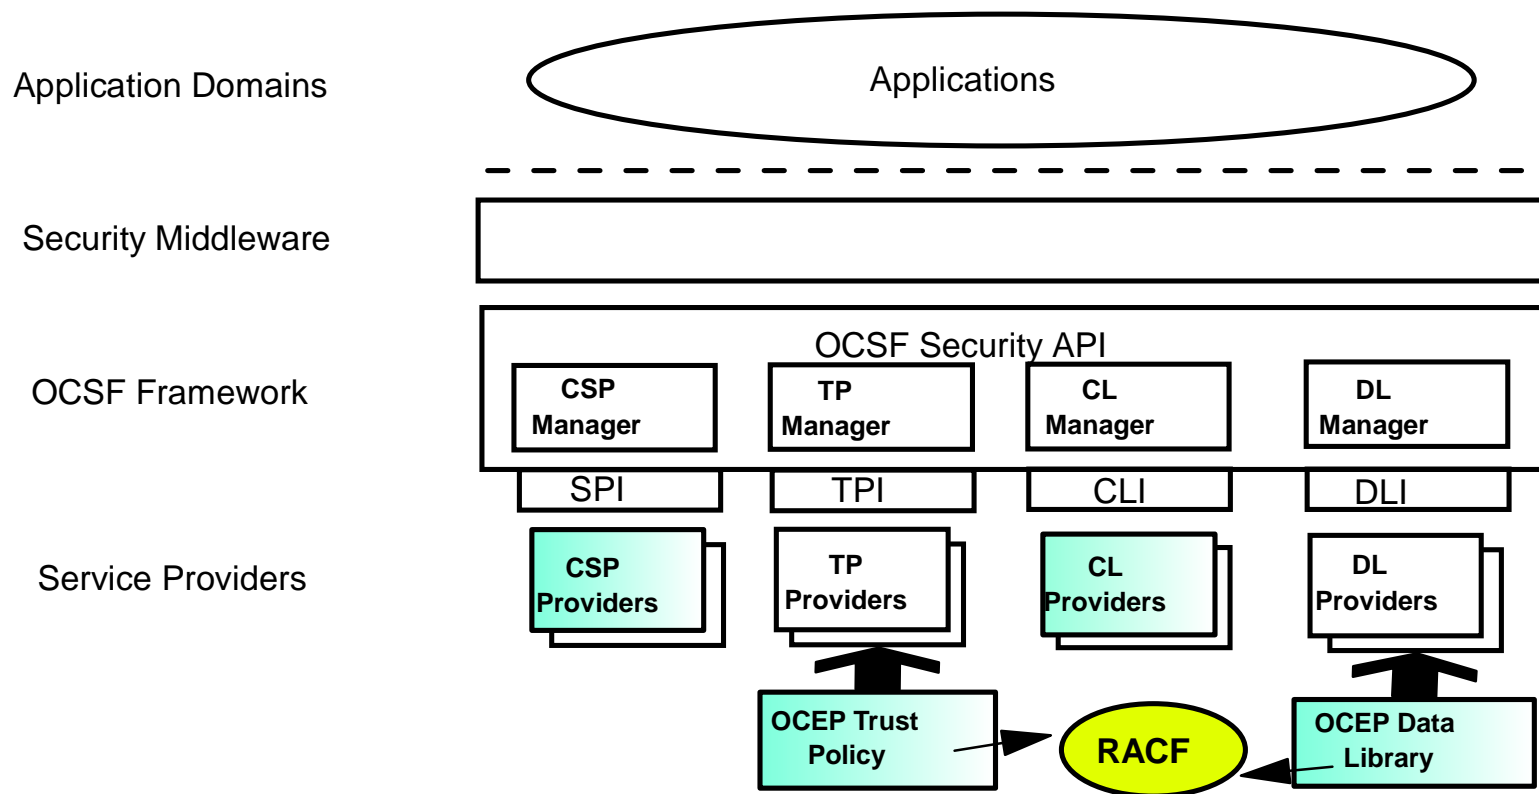 Application Domains
Applications
Security Middleware
OCSF Security API
OCSF Framework
CSP
Manager
TP
Manager
CL
Manager
DL
Manager
SPI
TPI
CLI
DLI
Service Providers
CSP
Providers
TP
Providers
CL
Providers
DL
Providers
OCEP Trust
Policy
RACF
OCEP Data
Library